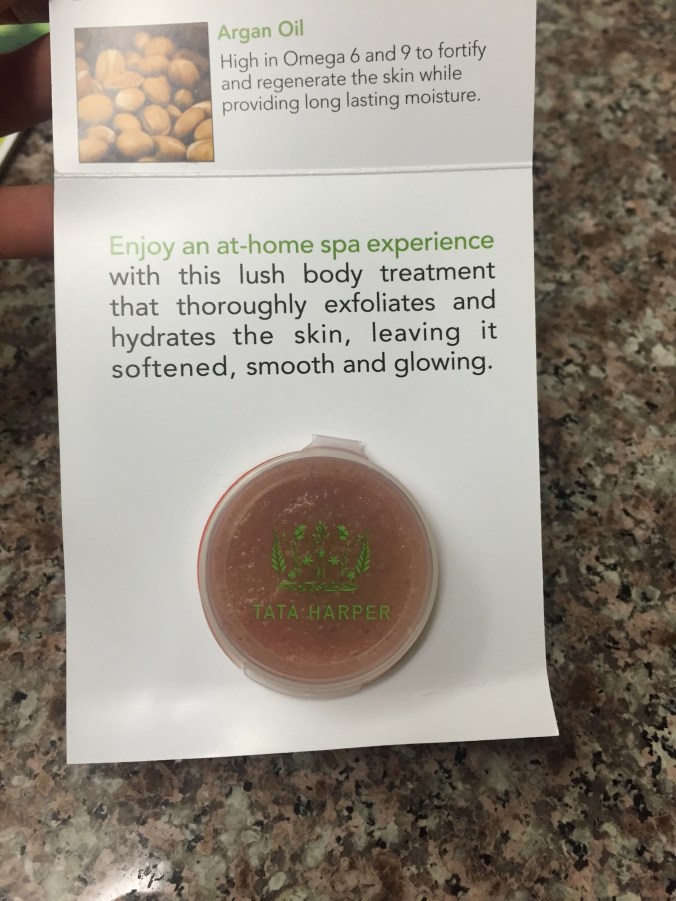 Argan Oil
High in Omega 6 and 9 to fortify
and regenerate the skin while
providing long lasting moisture.
Enjoy an at-home spa experience
with this lush body treatment
that thoroughly exfoliates and
hydrates the skin, leaving it
softened, smooth and glowing.
TATA HARPER